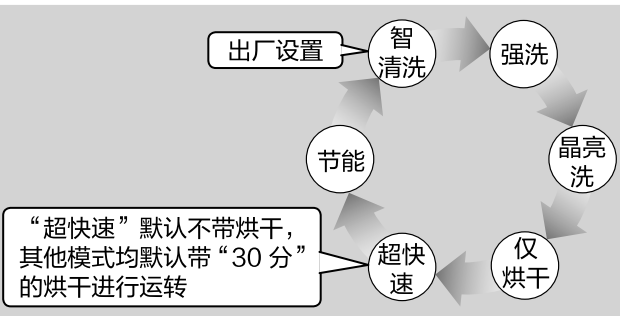 出厂设置
智
清洗
强洗
晶亮
洗
仅
烘干
超快
速
节能
“超快速”默认不带烘干，
其他模式均默认带“30 分”
的烘干进行运转